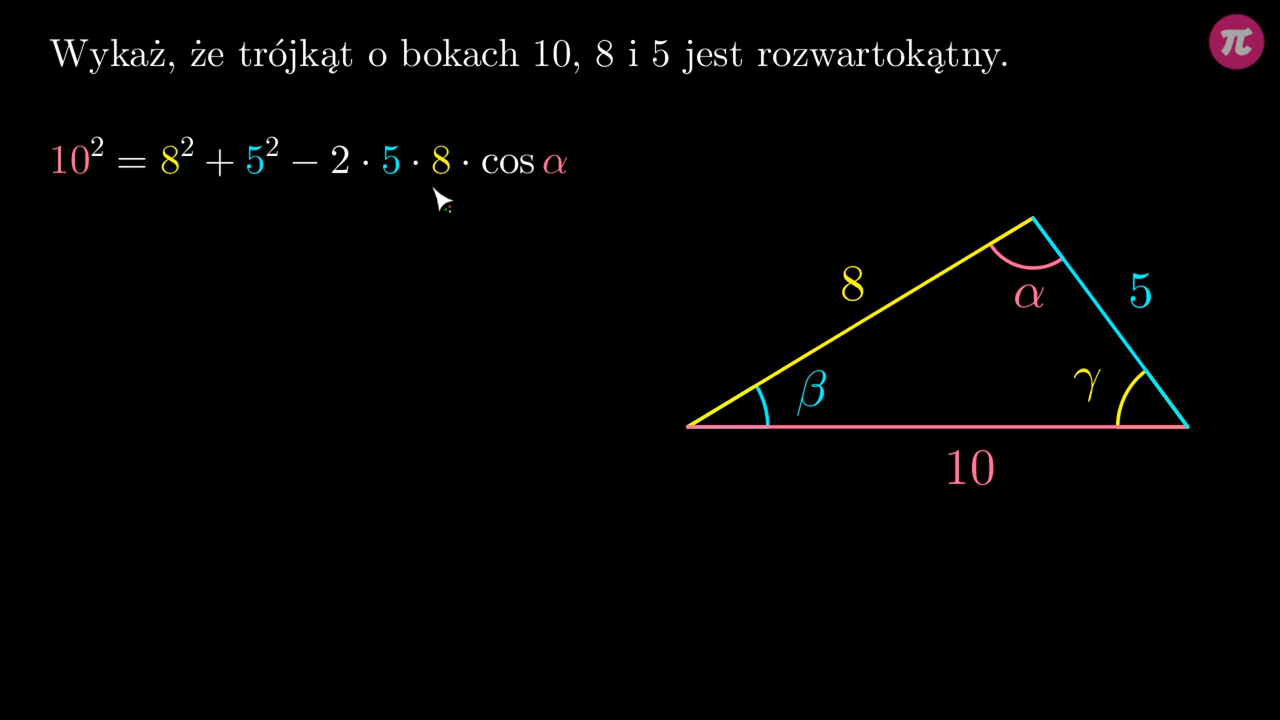 Wykaż, że trójkąt o bokach 10, 8 i 5 jest rozwartokątny.
π
10² = 8² + 5² − 2 · 5 · 8 · cos α
8
α
5
β
γ
10